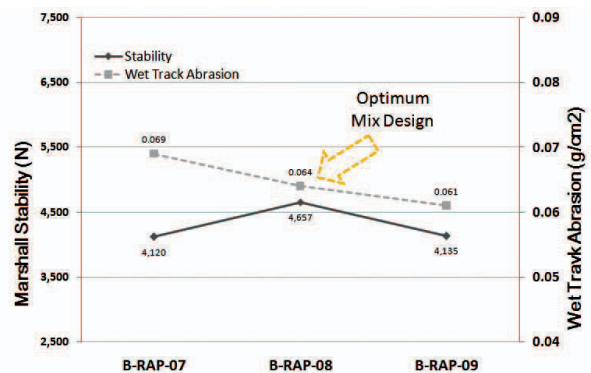 7,500
6,500
5,500
4,500
3,500
2,500
Marshall Stability (N)
Stability
Wet Track Abrasion
Optimum
Mix Design
0.069
0.064
0.061
4,120
4,657
4,135
0.09
0.08
0.07
0.06
0.05
0.04
Wet Travk Abrasion (g/cm2)
B-RAP-07
B-RAP-08
B-RAP-09